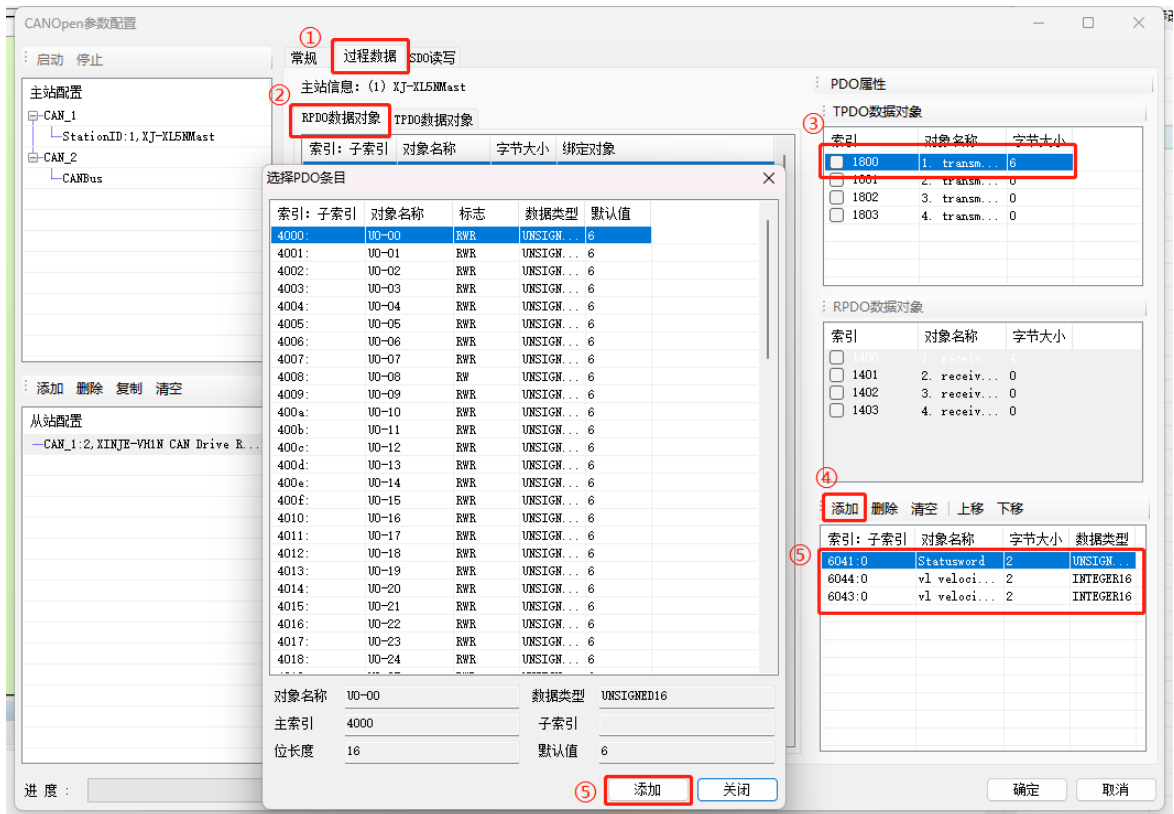 CANOpen参数配置
启动 停止
主站配置
CAN_1
StationID:1,XJ-XL5NMast
CAN_2
CANBus
添加 删除 复制 清空
从站配置
CAN_1:2,XINJE-VH1N CAN Drive R...
进 度 :
①
常规 过程数据 SDO读写
主站信息: (1) XJ-XL5NMast
②
RPDO数据对象 TPDO数据对象
索引: 子索引 对象名称 字节大小 绑定对象
选择PDO条目
索引: 子索引 对象名称 标志 数据类型 默认值
4000: U0-00 RWR UNSIGN... 6
4001: U0-01 RWR UNSIGN... 6
4002: U0-02 RWR UNSIGN... 6
4003: U0-03 RWR UNSIGN... 6
4004: U0-04 RWR UNSIGN... 6
4005: U0-05 RWR UNSIGN... 6
4006: U0-06 RWR UNSIGN... 6
4007: U0-07 RWR UNSIGN... 6
4008: U0-08 RW UNSIGN... 6
4009: U0-09 RWR UNSIGN... 6
400a: U0-10 RWR UNSIGN... 6
400b: U0-11 RWR UNSIGN... 6
400c: U0-12 RWR UNSIGN... 6
400d: U0-13 RWR UNSIGN... 6
400e: U0-14 RWR UNSIGN... 6
400f: U0-15 RWR UNSIGN... 6
4010: U0-16 RWR UNSIGN... 6
4011: U0-17 RWR UNSIGN... 6
4012: U0-18 RWR UNSIGN... 6
4013: U0-19 RWR UNSIGN... 6
4014: U0-20 RWR UNSIGN... 6
4015: U0-21 RWR UNSIGN... 6
4016: U0-22 RWR UNSIGN... 6
4017: U0-23 RWR UNSIGN... 6
4018: U0-24 RWR UNSIGN... 6
对象名称 U0-00 数据类型 UNSIGNED16
主索引 4000 子索引
位长度 16 默认值 6
⑤ 添加 关闭
PDO属性
TPDO数据对象
③
索引 对象名称 字节大小
1800 1. transm... 6
1801 2. transm... 0
1802 3. transm... 0
1803 4. transm... 0
RPDO数据对象
索引 对象名称 字节大小
1400 1. receiv... 4
1401 2. receiv... 0
1402 3. receiv... 0
1403 4. receiv... 0
④
添加 删除 清空 上移 下移
索引: 子索引 对象名称 字节大小 数据类型
⑤
6041:0 Statusword 2 UNSIGN...
6044:0 vl veloci... 2 INTEGER16
6043:0 vl veloci... 2 INTEGER16
确定 取消